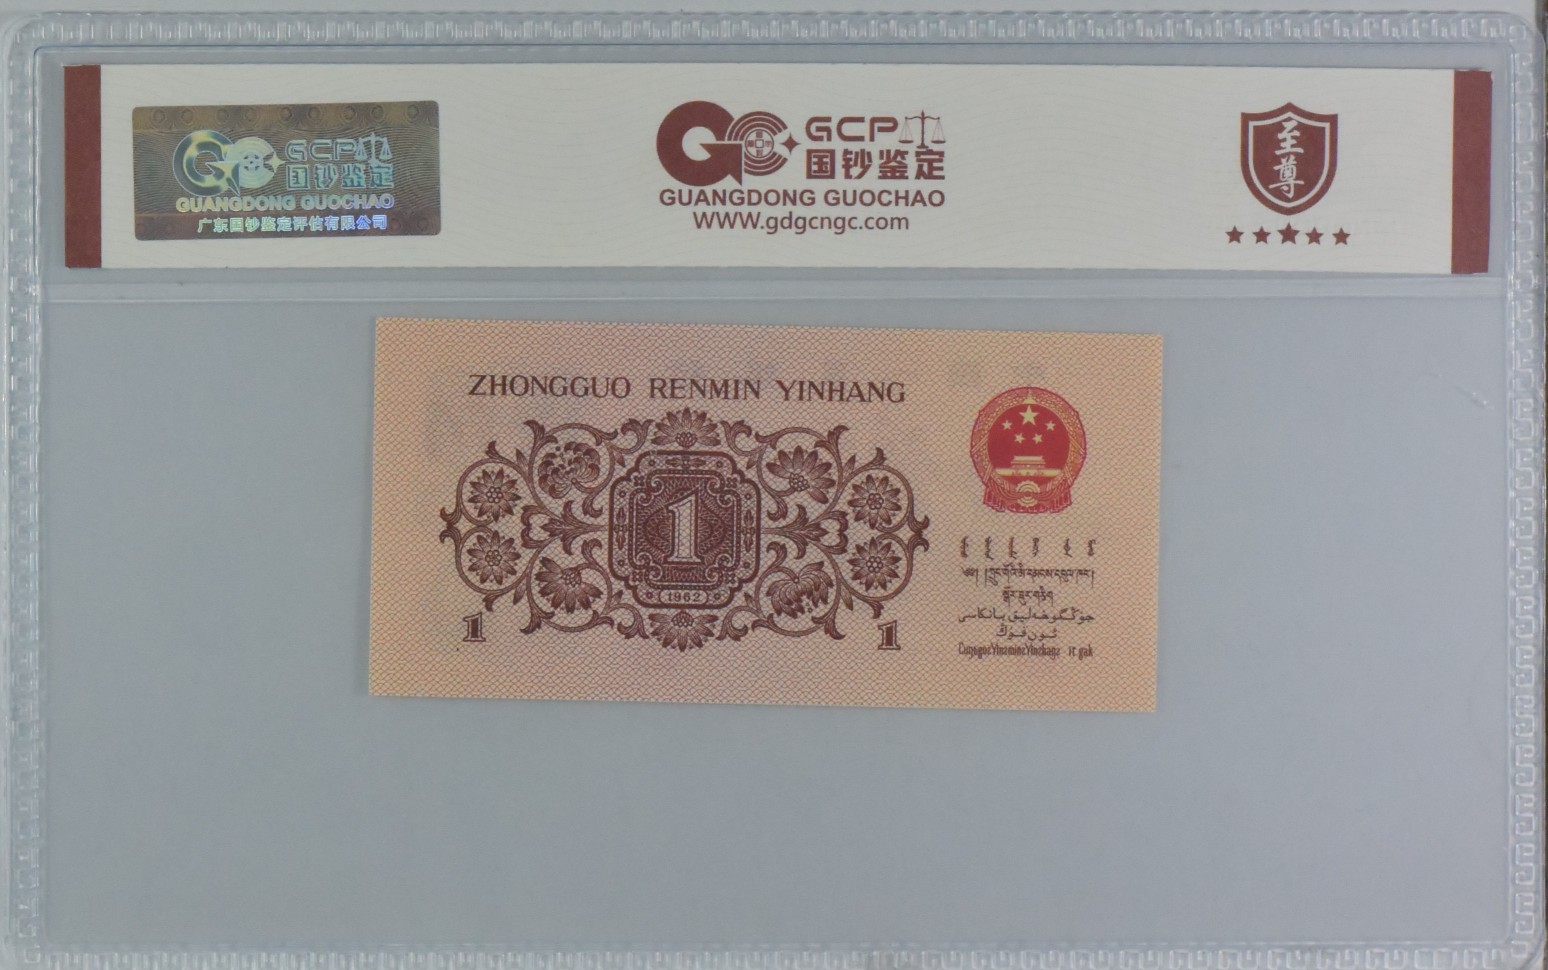 GCP
国钞鉴定
GUANGDONG GUOCHAO
广东国钞鉴定评估有限公司
GCP
国钞鉴定
GUANGDONG GUOCHAO
WWW.gdgcngc.com
至尊
ZHONGGUO RENMIN YINHANG
1
(1962)
1
1
جۇڭگوخەلىق بانكاسى